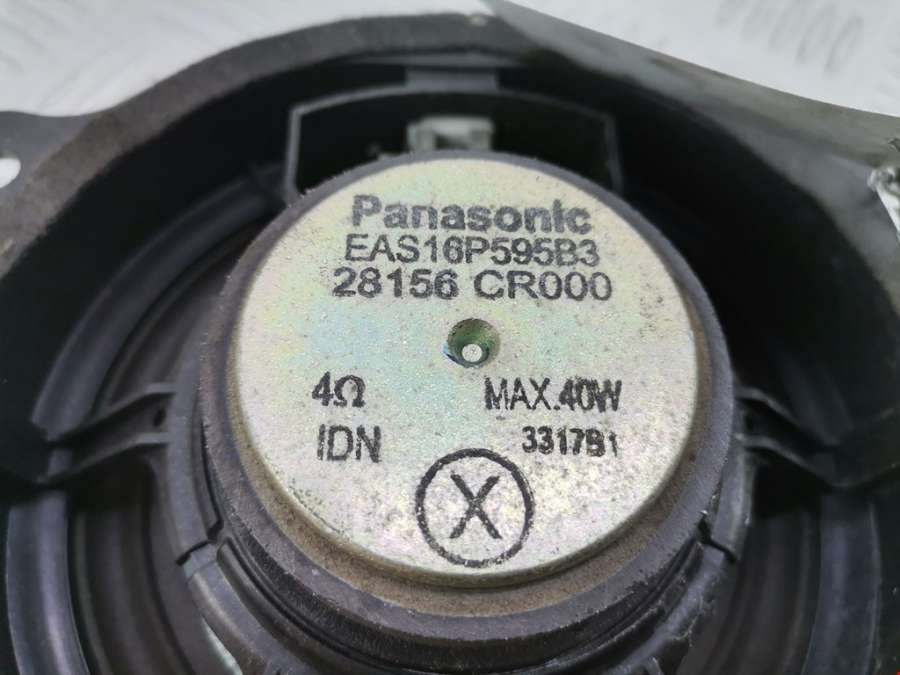 Panasonic
EAS16P595B3
28156 CR000
4Ω MAX.40W
IDN 3317B1
X